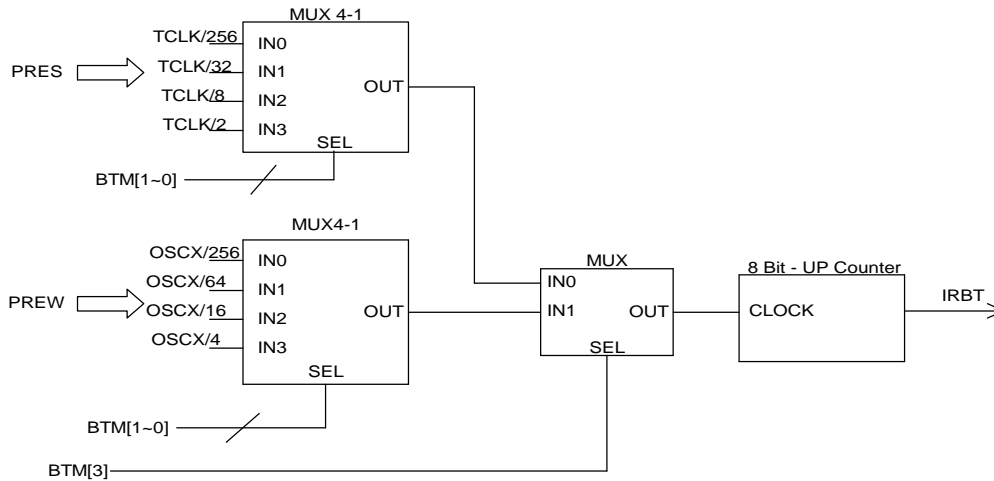 MUX 4-1
TCLK/256
IN0
PRES
TCLK/32
IN1
OUT
TCLK/8
IN2
TCLK/2
IN3
SEL
BTM[1~0]
MUX4-1
OSCX/256
IN0
PREW
OSCX/64
IN1
OUT
OSCX/16
IN2
OSCX/4
IN3
SEL
BTM[1~0]
MUX
IN0
IN1
OUT
SEL
BTM[3]
8 Bit - UP Counter
CLOCK
IRBT